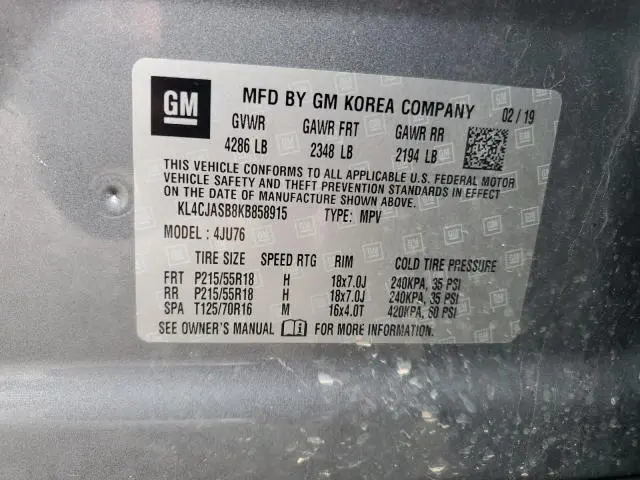 GM MFD BY GM KOREA COMPANY 02/19
GVWR GAWR FRT GAWR RR
4286 LB 2348 LB 2194 LB
THIS VEHICLE CONFORMS TO ALL APPLICABLE U.S. FEDERAL MOTOR
VEHICLE SAFETY AND THEFT PREVENTION STANDARDS IN EFFECT
ON THE DATE OF MANUFACTURE SHOWN ABOVE.
KL4CJASB8KB858915 TYPE: MPV
MODEL: 4JU76
TIRE SIZE SPEED RTG RIM COLD TIRE PRESSURE
FRT P215/55R18 H 18x7.0J 240KPA, 35 PSI
RR P215/55R18 H 18x7.0J 240KPA, 35 PSI
SPA T125/70R16 M 16x4.0T 420KPA, 60 PSI
SEE OWNER'S MANUAL FOR MORE INFORMATION.